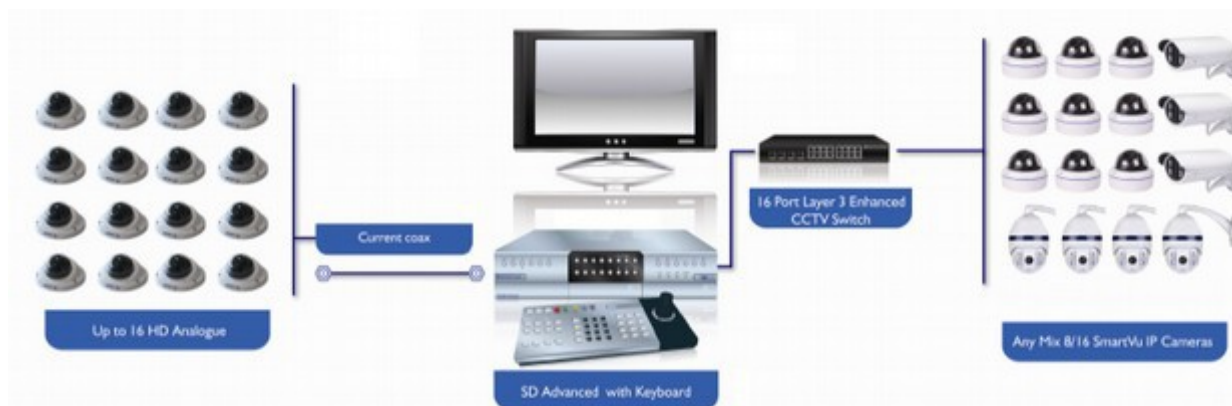 Current coax
16 Port Layer 3 Enhanced
CCTV Switch
Up to 16 HD Analogue
Any Mix 8/16 SmartVu IP Cameras
SD Advanced with Keyboard